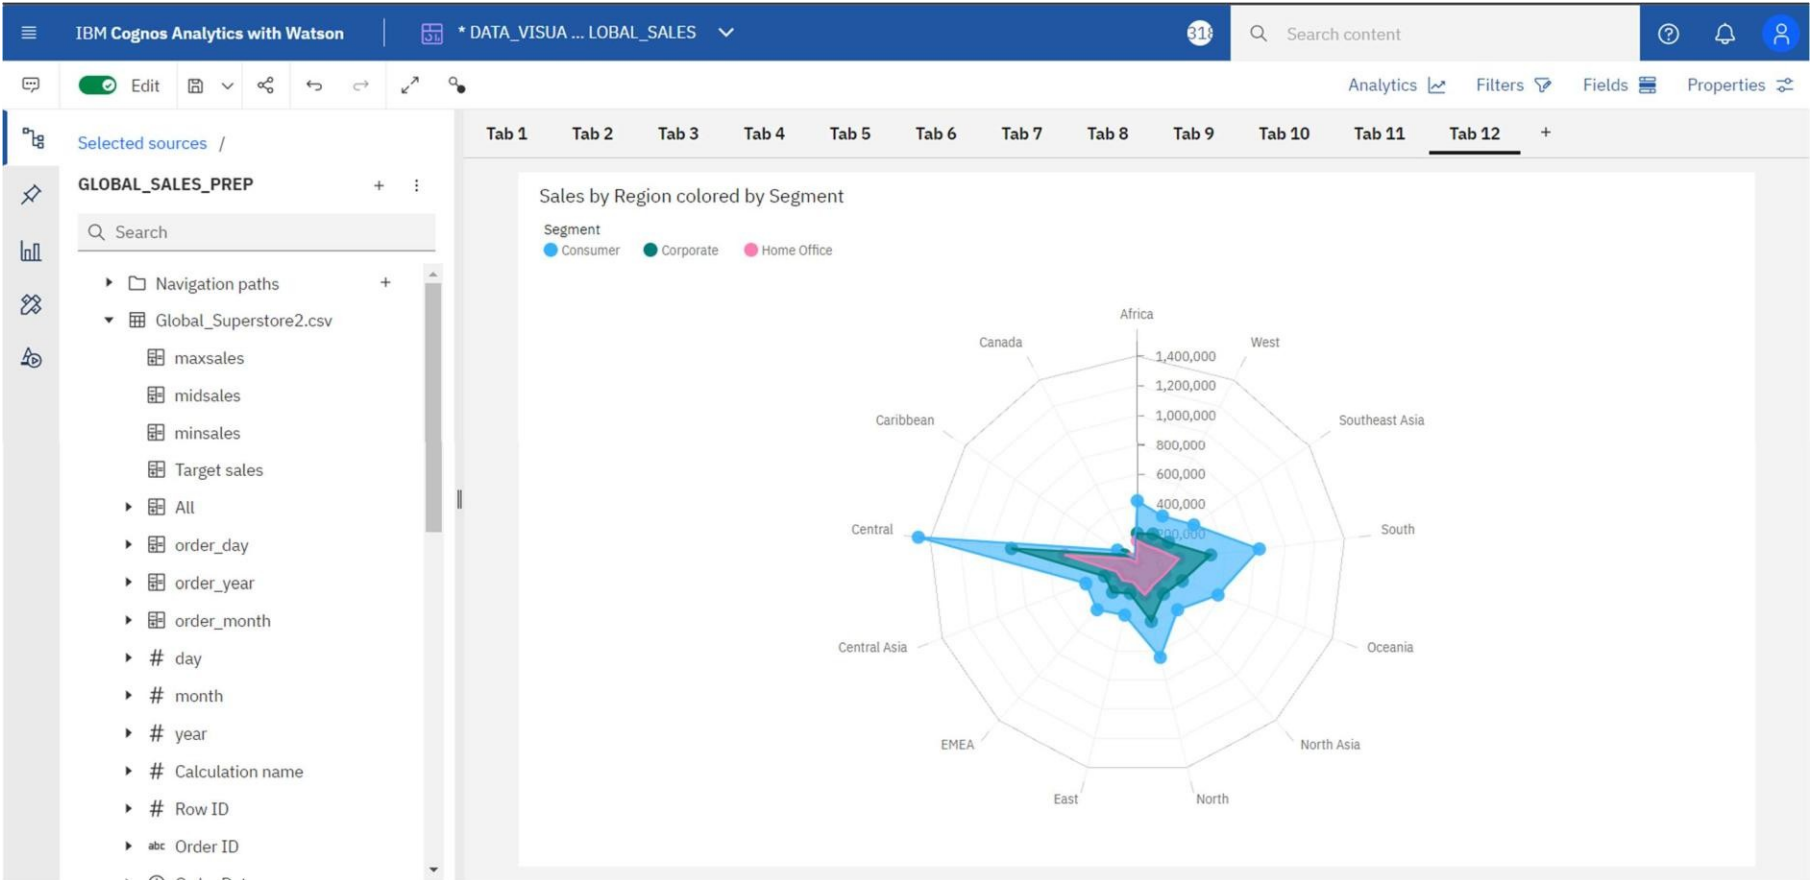 IBM Cognos Analytics with Watson
* DATA_VISUA ... LOBAL_SALES
Search content
Edit
Analytics
Filters
Fields
Properties
Selected sources /
GLOBAL_SALES_PREP
Search
Navigation paths
Global_Superstore2.csv
maxsales
midsales
minsales
Target sales
All
order_day
order_year
order_month
# day
# month
# year
# Calculation name
# Row ID
abc Order ID
Tab 1 Tab 2 Tab 3 Tab 4 Tab 5 Tab 6 Tab 7 Tab 8 Tab 9 Tab 10 Tab 11 Tab 12 +
Sales by Region colored by Segment
Segment
Consumer Corporate Home Office
Africa
Canada
West
1,400,000
1,200,000
1,000,000
Caribbean
Southeast Asia
800,000
600,000
400,000
200,000
Central
South
Central Asia
Oceania
EMEA
North Asia
East
North